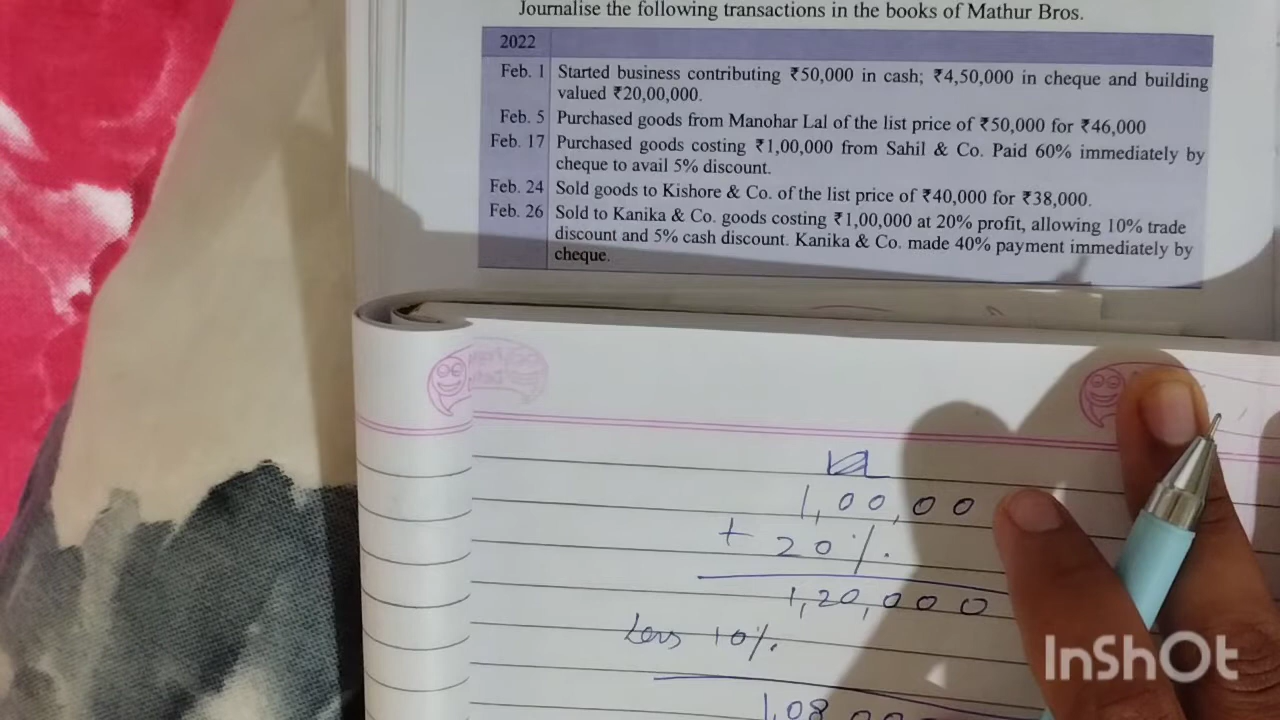 Journalise the following transactions in the books of Mathur Bros.
2022
Feb. 1 Started business contributing ₹50,000 in cash; ₹4,50,000 in cheque and building
valued ₹20,00,000.
Feb. 5 Purchased goods from Manohar Lal of the list price of ₹50,000 for ₹46,000
Feb. 17 Purchased goods costing ₹1,00,000 from Sahil & Co. Paid 60% immediately by
cheque to avail 5% discount.
Feb. 24 Sold goods to Kishore & Co. of the list price of ₹40,000 for ₹38,000.
Feb. 26 Sold to Kanika & Co. goods costing ₹1,00,000 at 20% profit, allowing 10% trade
discount and 5% cash discount. Kanika & Co. made 40% payment immediately by
cheque.
1,00,00
+ 20%.
1,20,000
Less 10%.
1,08
InShOt